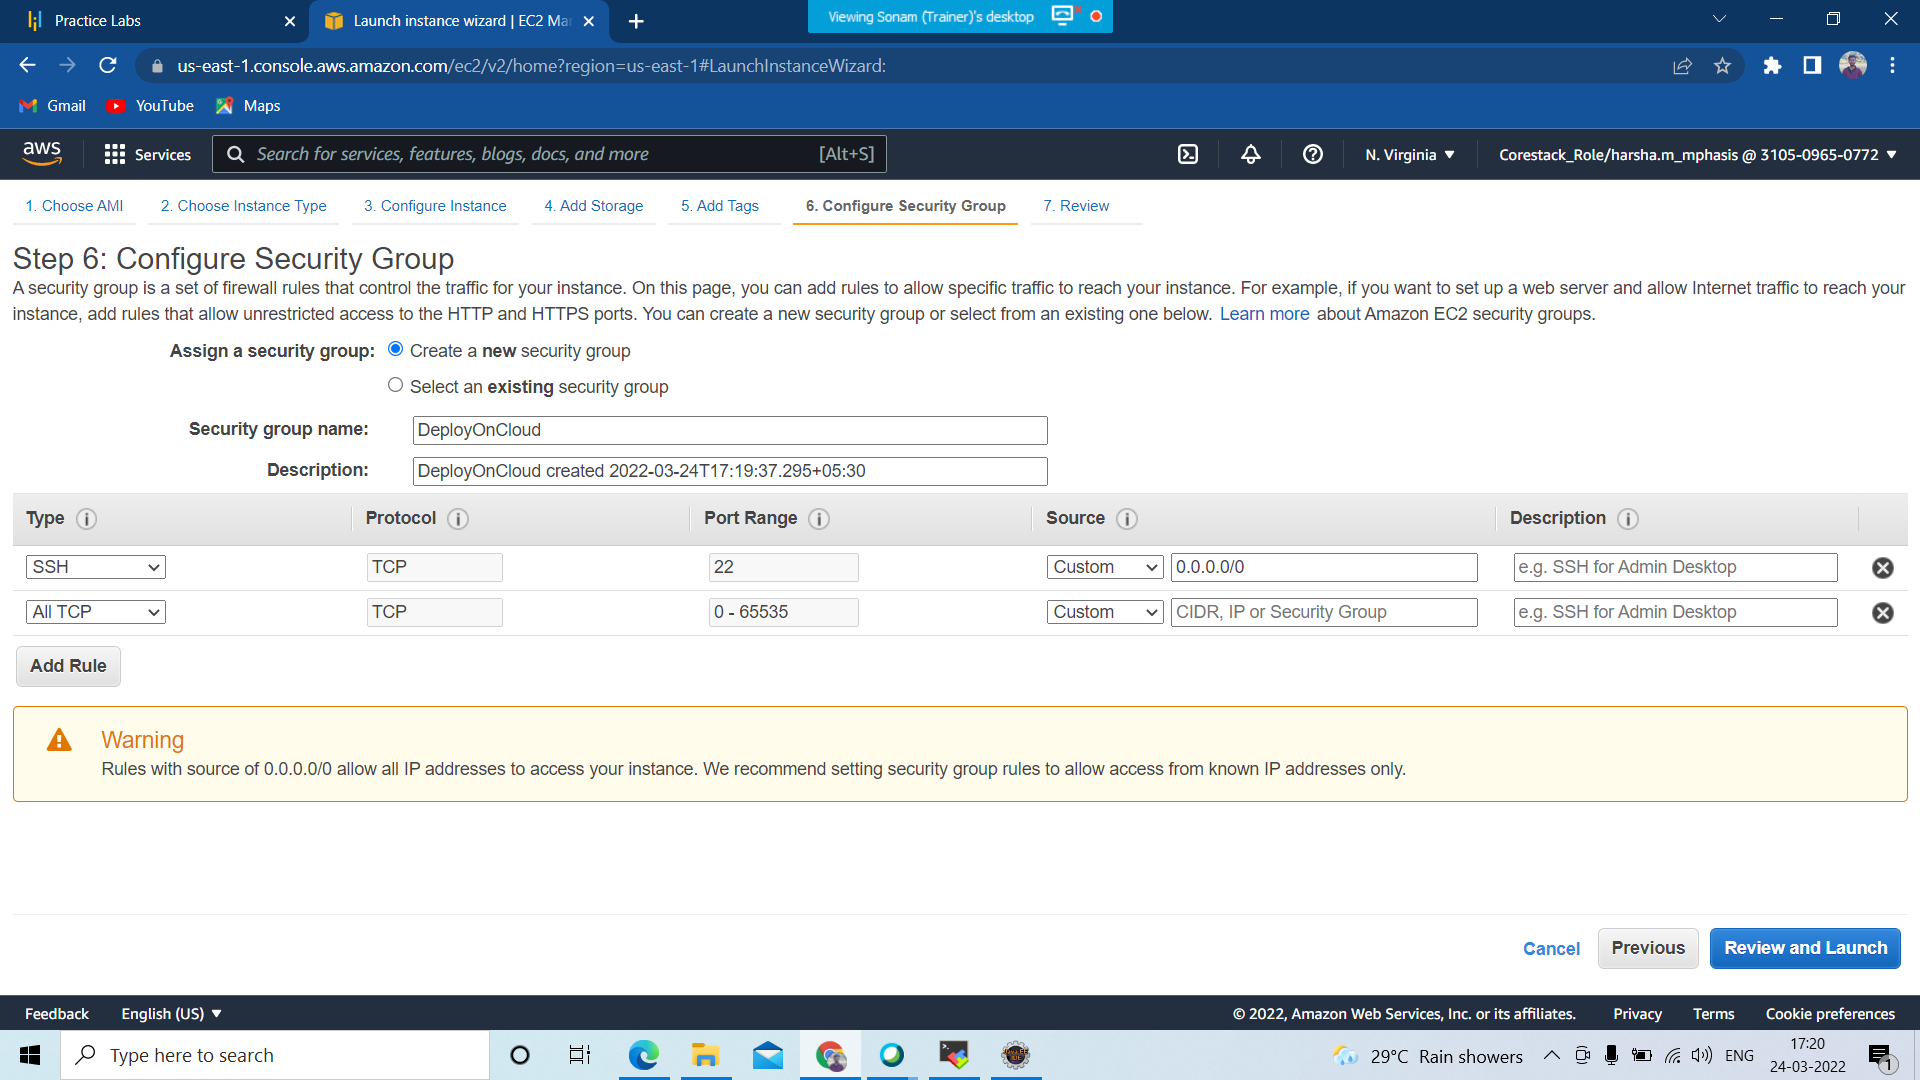 Practice Labs
Launch instance wizard | EC2 Mar
Viewing Sonam (Trainer)'s desktop
us-east-1.console.aws.amazon.com/ec2/v2/home?region=us-east-1#LaunchInstanceWizard:
Gmail
YouTube
Maps
aws
Services
Search for services, features, blogs, docs, and more
[Alt+S]
N. Virginia
Corestack_Role/harsha.m_mphasis @ 3105-0965-0772
1. Choose AMI
2. Choose Instance Type
3. Configure Instance
4. Add Storage
5. Add Tags
6. Configure Security Group
7. Review
Step 6: Configure Security Group
A security group is a set of firewall rules that control the traffic for your instance. On this page, you can add rules to allow specific traffic to reach your instance. For example, if you want to set up a web server and allow Internet traffic to reach your
instance, add rules that allow unrestricted access to the HTTP and HTTPS ports. You can create a new security group or select from an existing one below. Learn more about Amazon EC2 security groups.
Assign a security group: Create a new security group
Select an existing security group
Security group name: DeployOnCloud
Description: DeployOnCloud created 2022-03-24T17:19:37.295+05:30
Type Protocol Port Range Source Description
SSH TCP 22 Custom 0.0.0.0/0 e.g. SSH for Admin Desktop
All TCP TCP 0 - 65535 Custom CIDR, IP or Security Group e.g. SSH for Admin Desktop
Add Rule
Warning
Rules with source of 0.0.0.0/0 allow all IP addresses to access your instance. We recommend setting security group rules to allow access from known IP addresses only.
Cancel Previous Review and Launch
Feedback English (US) © 2022, Amazon Web Services, Inc. or its affiliates. Privacy Terms Cookie preferences
Type here to search
29°C Rain showers
ENG
17:20
24-03-2022
1